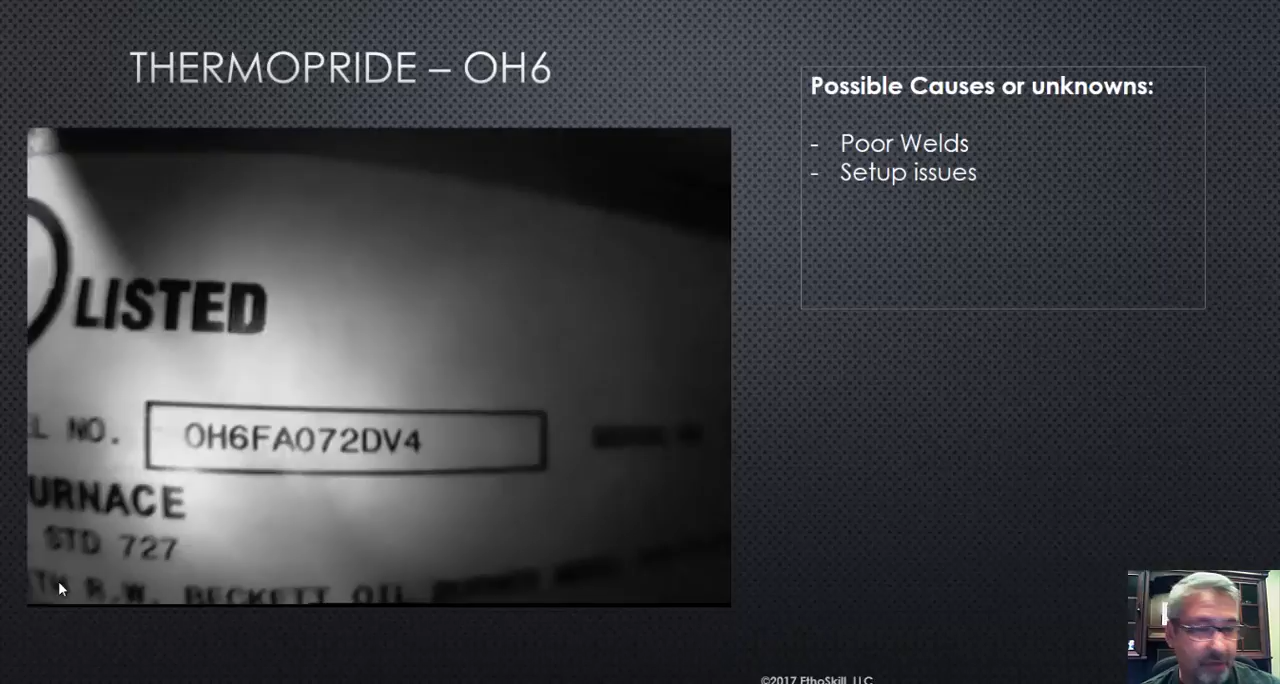 THERMOPRIDE – OH6
Possible Causes or unknowns:
- Poor Welds
- Setup issues
LISTED
L NO. OH6FA072DV4
URNACE
STD 727
R.W. BECKETT OIL
©2017 EthoSkill, LLC